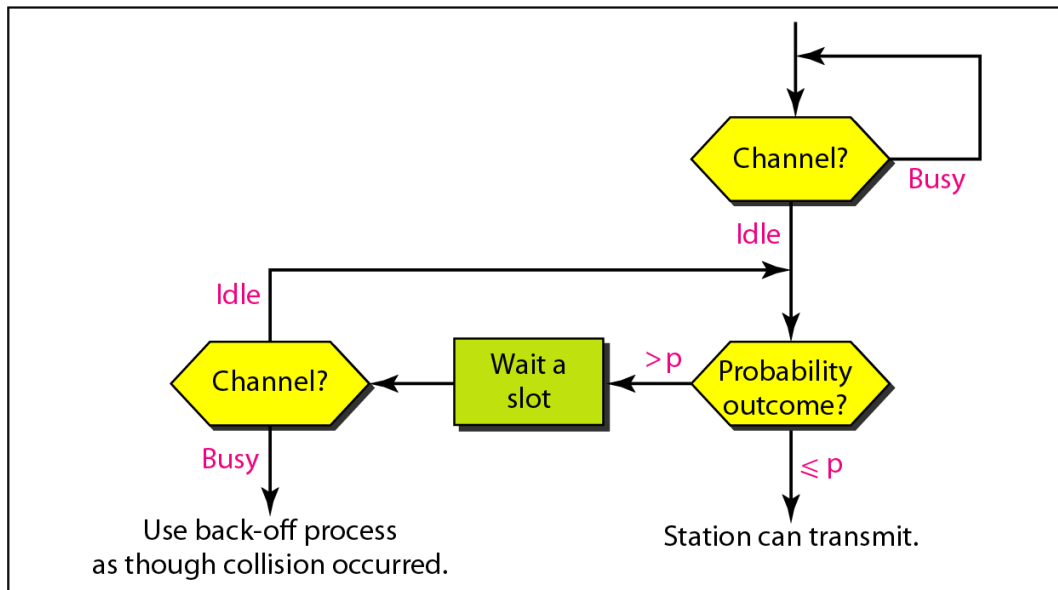 Channel?
Busy
Idle
Idle
Channel?
Wait a
slot
> p
Probability
outcome?
Busy
⩽ p
Use back-off process
as though collision occurred.
Station can transmit.